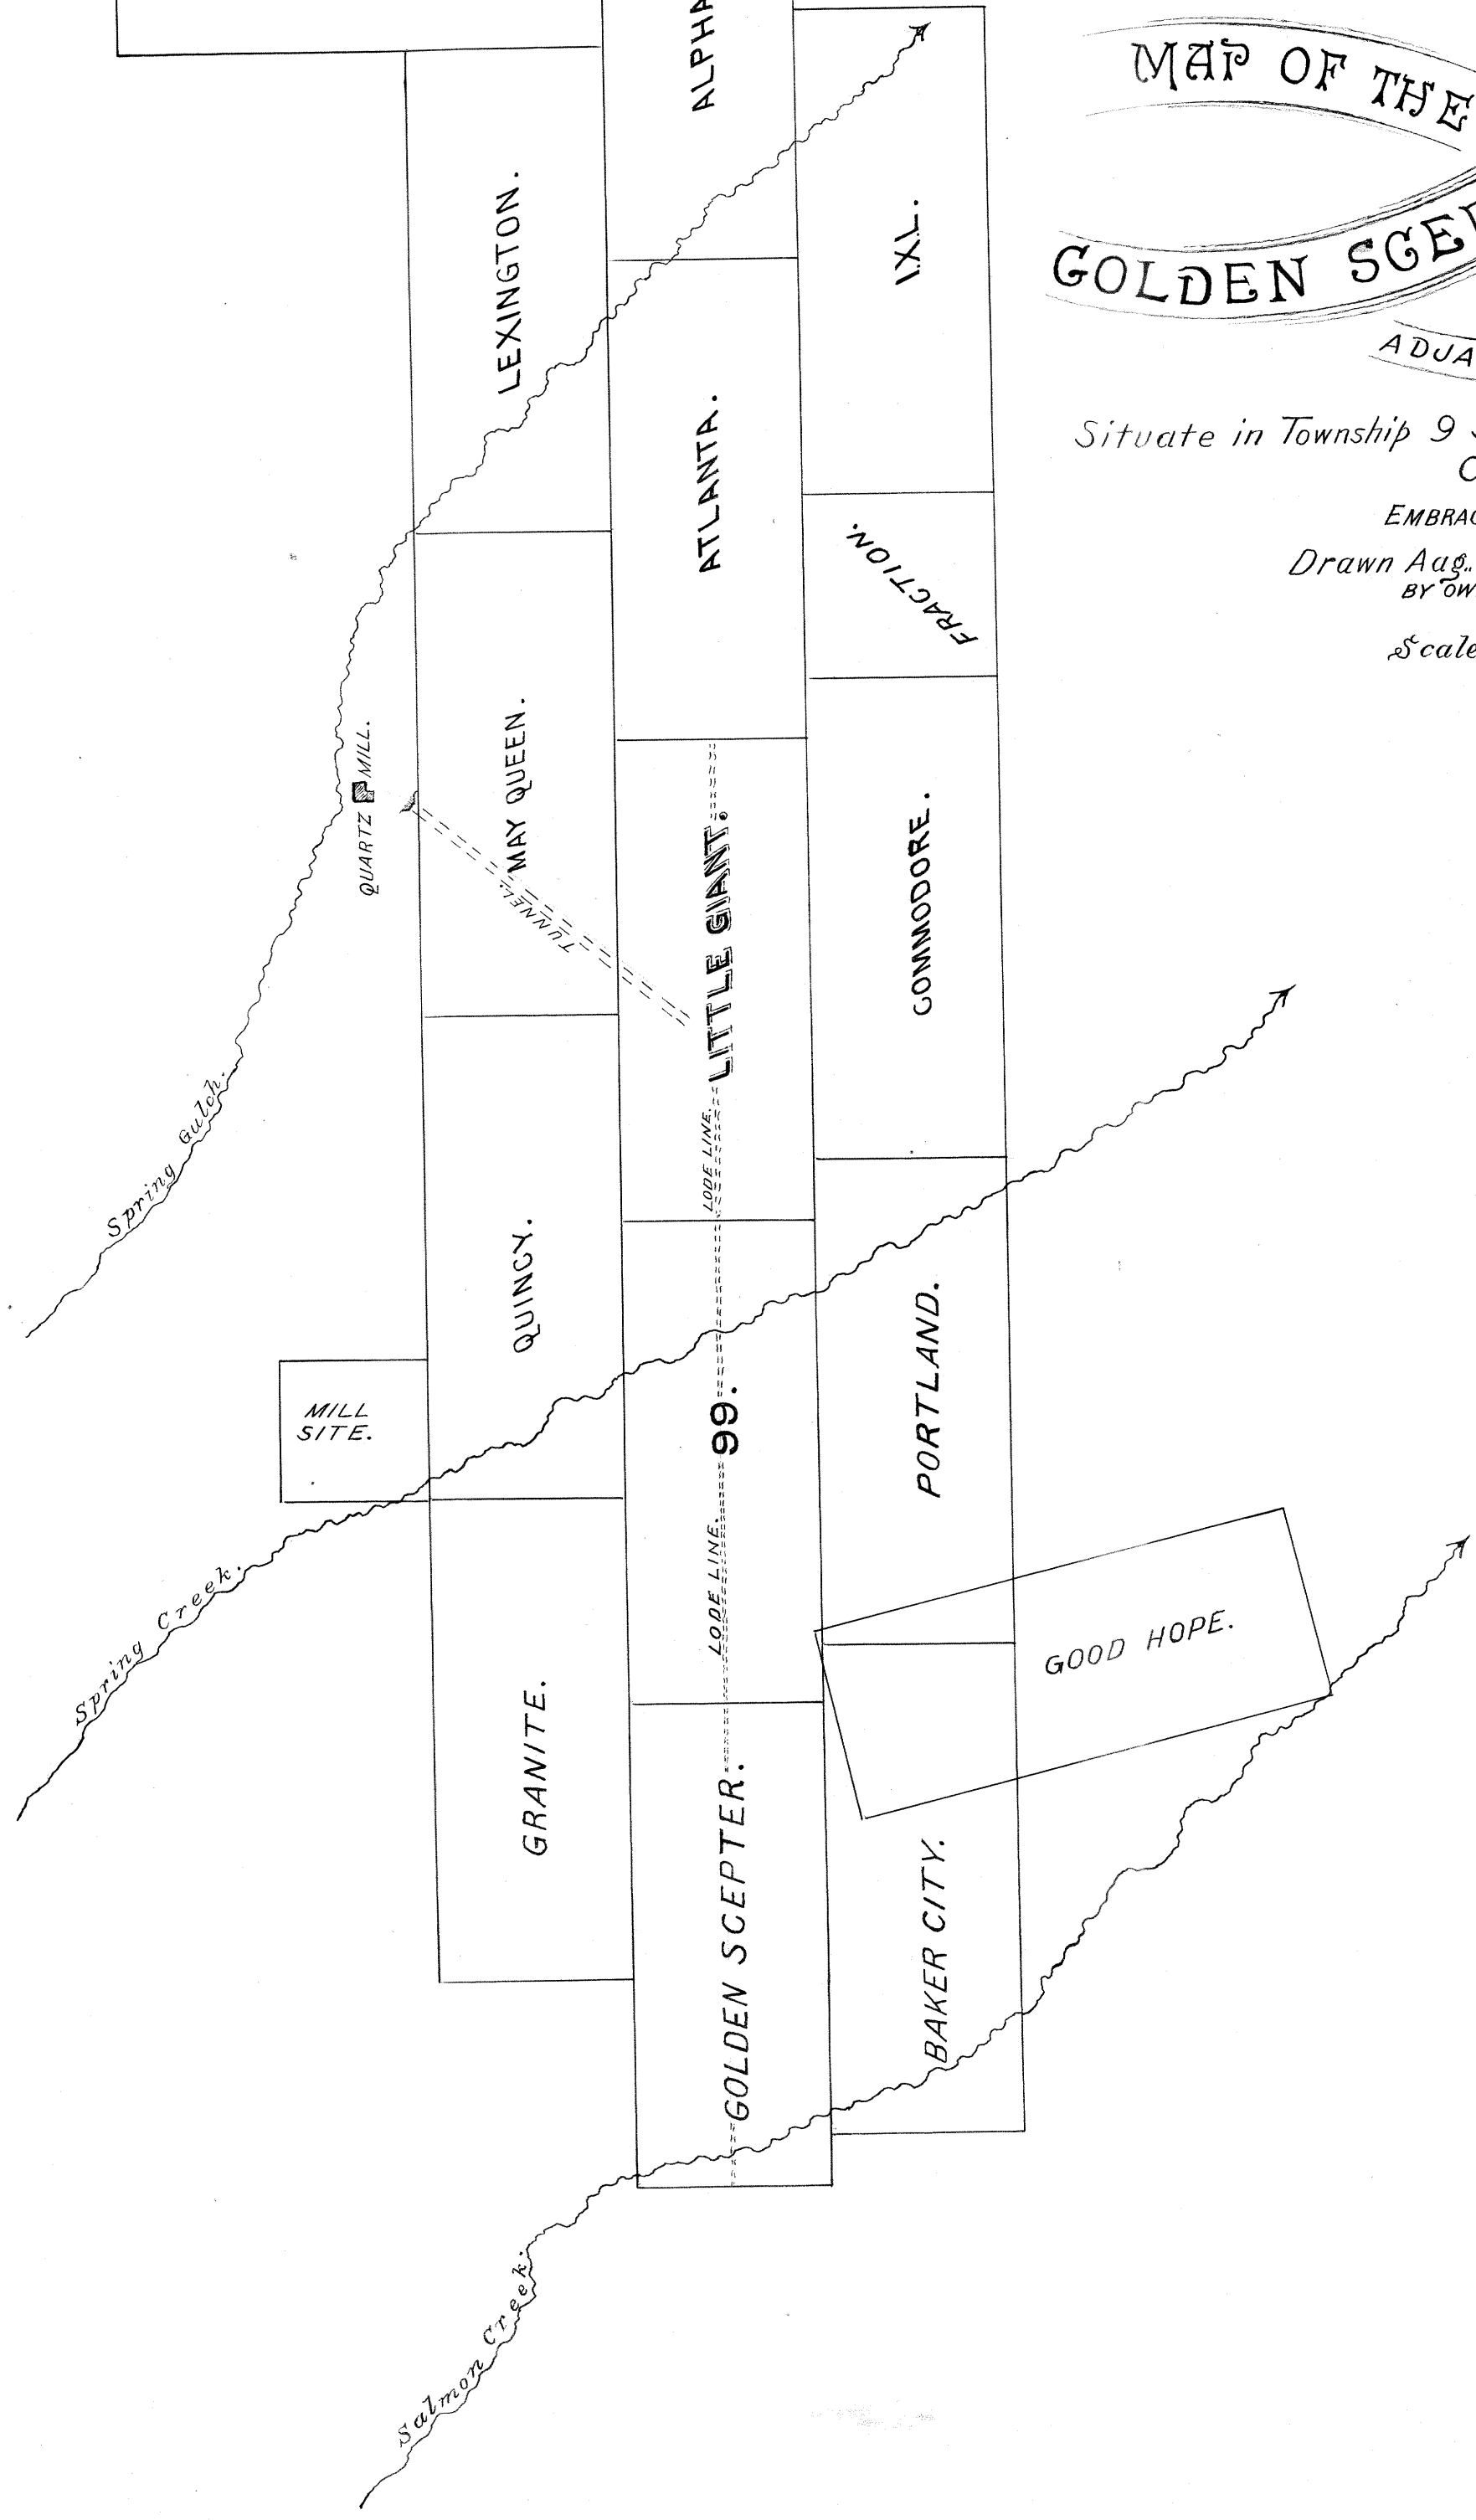 MAP OF THE
GOLDEN SCE
ADJA
Situate in Township 9
EMBRAC
Drawn Aug.
BY OW
Scale
ALPHA
LEXINGTON.
I.X.L.
ATLANTA.
FRACTION.
MAY QUEEN.
QUARTZ MILL.
TUNNEL.
LITTLE GIANT.
COMMODORE.
LODE LINE.
Spring Gulch.
QUINCY.
PORTLAND.
MILL
SITE.
99.
LODE LINE.
Spring Creek.
GOOD HOPE.
GRANITE.
GOLDEN SCEPTER.
BAKER CITY.
Salmon Creek.